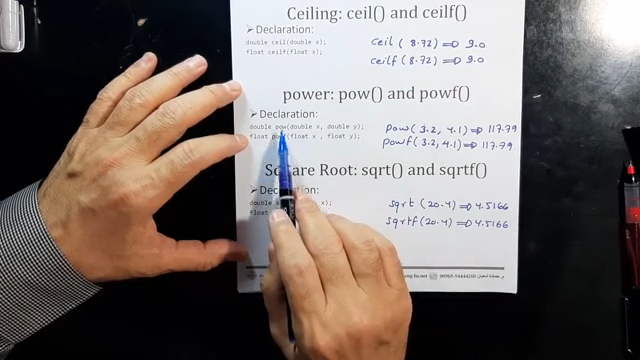 Ceiling: ceil() and ceilf()
Declaration:
double ceil(double x);
float ceilf(float x);
ceil (8.72) => 9.0
ceilf (8.72) => 9.0
power: pow() and powf()
Declaration:
double pow(double x, double y);
float powf(float x , float y);
pow(3.2, 4.1) => 117.79
powf(3.2, 4.1) => 117.79
Square Root: sqrt() and sqrtf()
Declaration:
double x);
float
sqrt (20.4) => 4.5166
sqrtf(20.4) => 4.5166